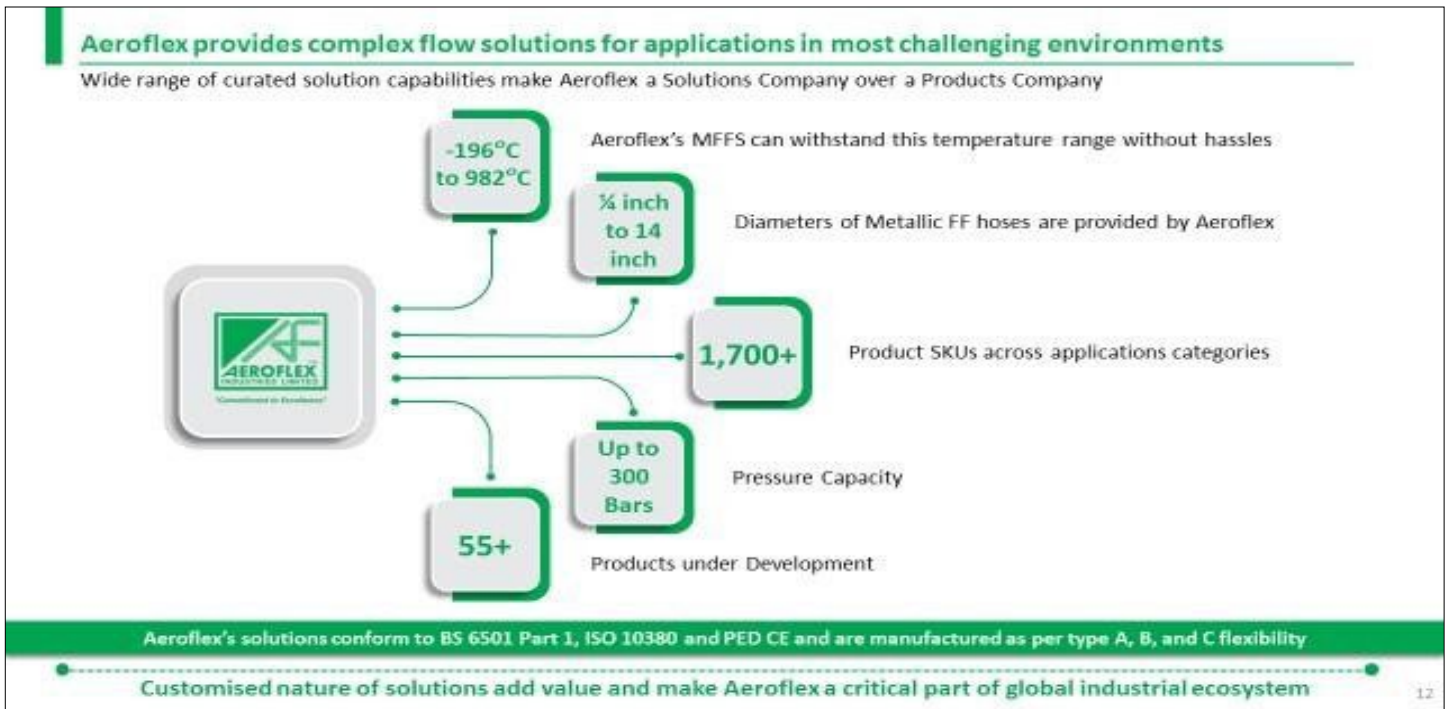 Aeroflex provides complex flow solutions for applications in most challenging environments
Wide range of curated solution capabilities make Aeroflex a Solutions Company over a Products Company
-196°C
to 982°C
Aeroflex's MFFS can withstand this temperature range without hassles
¼ inch
to 14
inch
Diameters of Metallic FF hoses are provided by Aeroflex
AEROFLEX
INDUSTRIES LIMITED
"Commitment to Excellence"
1,700+
Product SKUs across applications categories
Up to
300
Bars
Pressure Capacity
55+
Products under Development
Aeroflex's solutions conform to BS 6501 Part 1, ISO 10380 and PED CE and are manufactured as per type A, B, and C flexibility
Customised nature of solutions add value and make Aeroflex a critical part of global industrial ecosystem
12